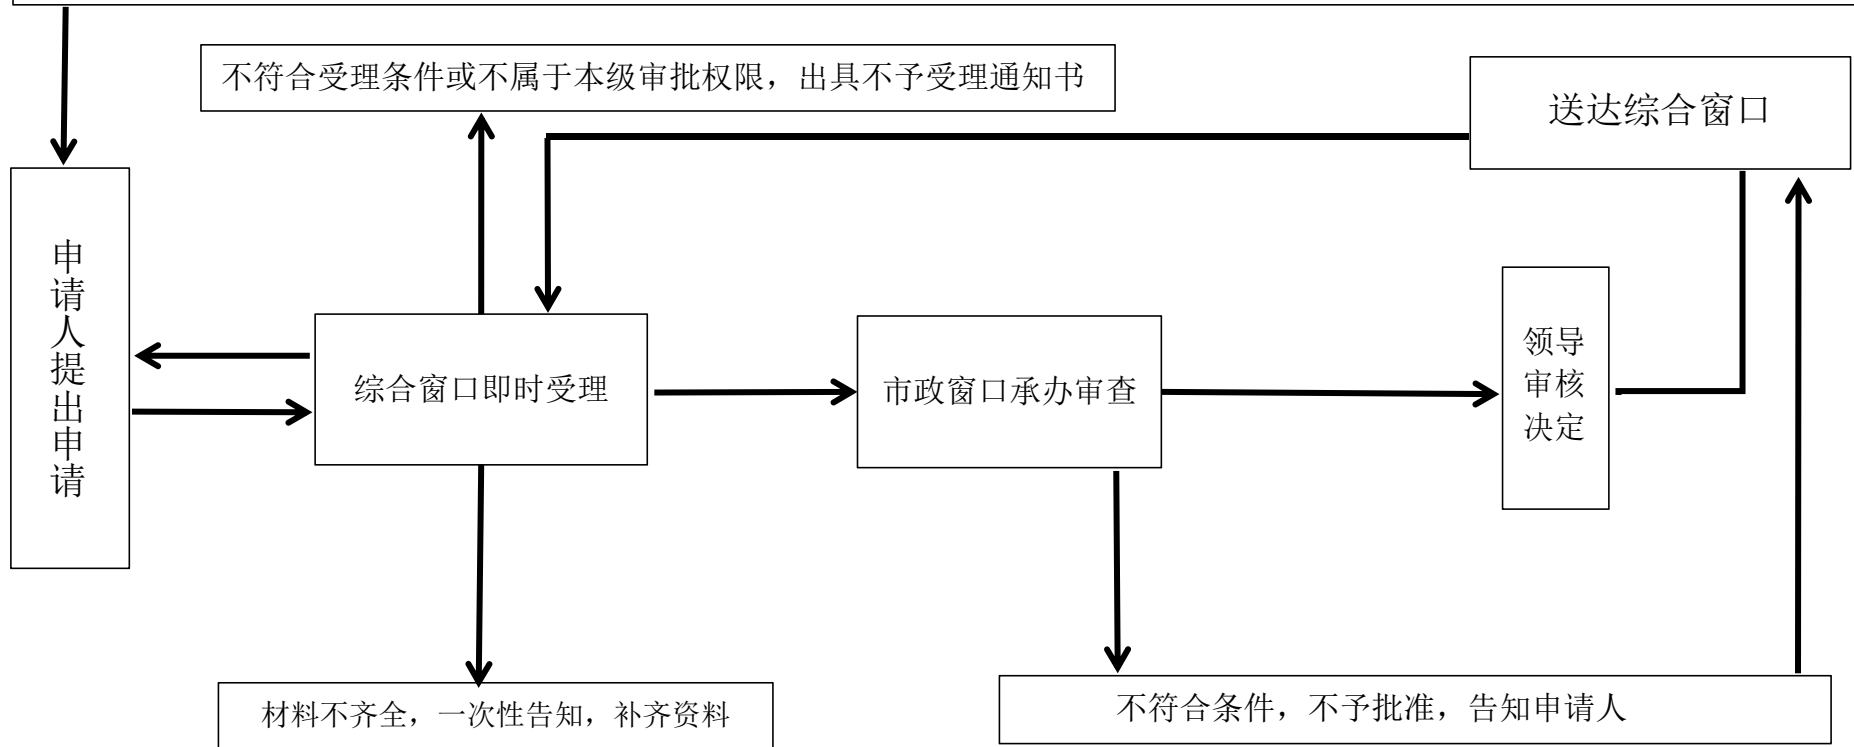 不符合受理条件或不属于本级审批权限，出具不予受理通知书
送达综合窗口
申请人提出申请
综合窗口即时受理
市政窗口承办审查
领导
审核
决定
材料不齐全，一次性告知，补齐资料
不符合条件，不予批准，告知申请人